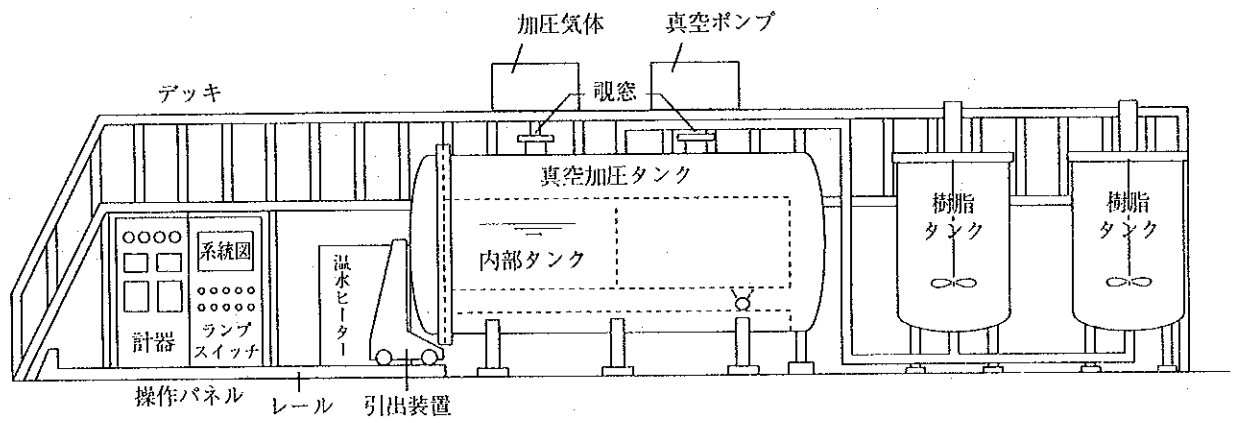 加圧気体
真空ポンプ
デッキ
覗窓
真空加圧タンク
樹脂
タンク
樹脂
タンク
系統図
温水ヒーター
内部タンク
計器
ランプ
スイッチ
操作パネル
レール
引出装置